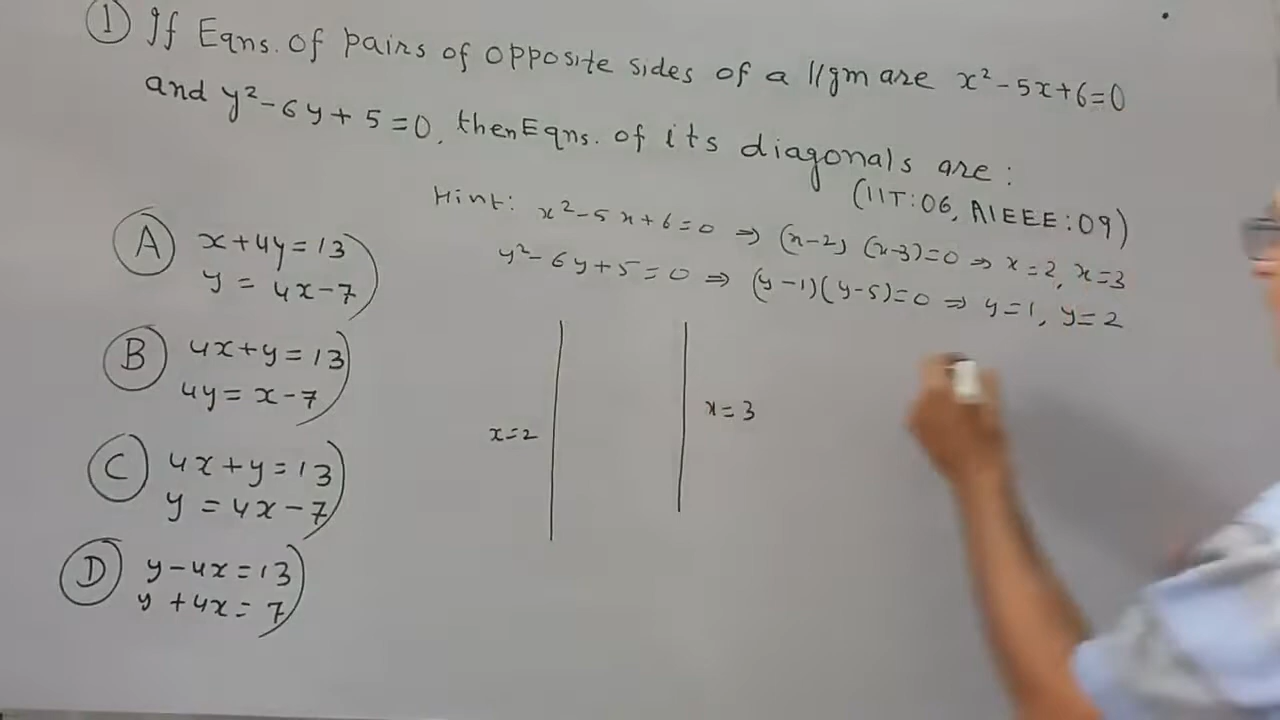 ① If Eqns. of pairs of opposite sides of a //gm are x² - 5x + 6 = 0
and y² - 6y + 5 = 0, then Eqns. of its diagonals are:
(IIT:06, AIEEE:09)
Hint: x² - 5x + 6 = 0 ⇒ (x-2) (x-3) = 0 ⇒ x = 2, x = 3
y² - 6y + 5 = 0 ⇒ (y-1)(y-5) = 0 ⇒ y = 1, y = 2
Ⓐ x + 4y = 13
y = 4x - 7
Ⓑ 4x + y = 13
4y = x - 7
Ⓒ 4x + y = 13
y = 4x - 7
Ⓓ y - 4x = 13
y + 4x = 7
x = 2
x = 3